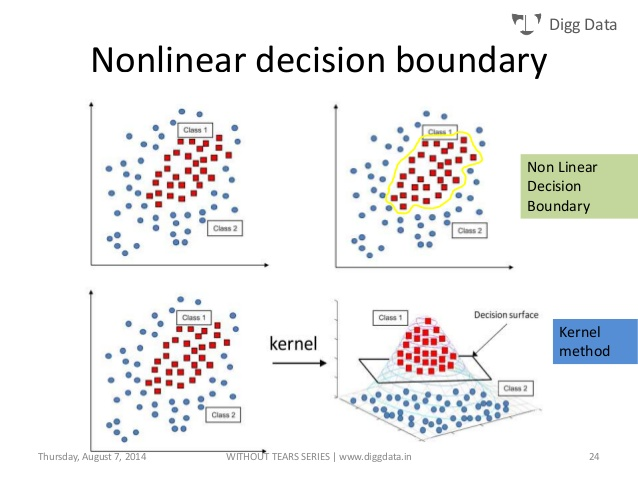 Digg Data
Nonlinear decision boundary
Class 1
Class 2
Class 1
Class 2
Non Linear
Decision
Boundary
Class 1
Class 2
kernel
Class 1
Decision surface
Class 2
Kernel
method
Thursday, August 7, 2014
WITHOUT TEARS SERIES | www.diggdata.in
24